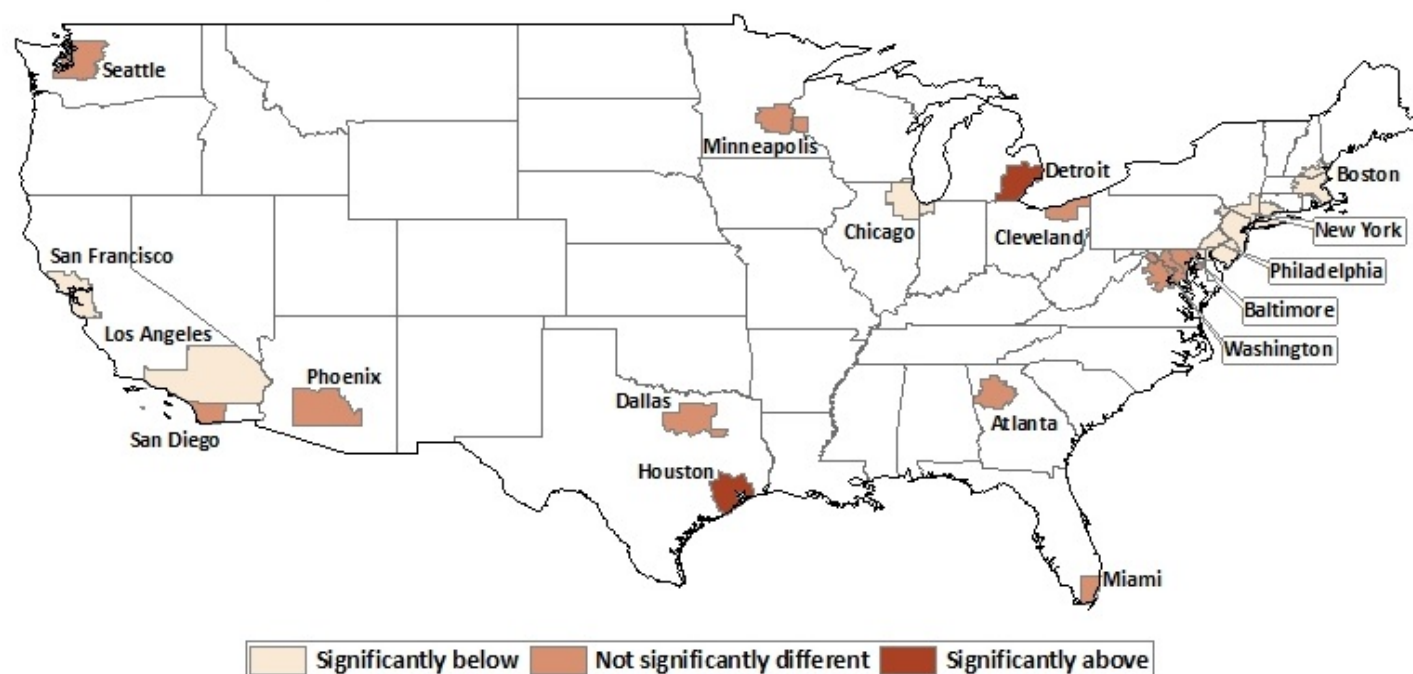 Seattle
Minneapolis
Detroit
Boston
Chicago
Cleveland
New York
San Francisco
Philadelphia
Baltimore
Los Angeles
Washington
Phoenix
Dallas
Atlanta
San Diego
Houston
Miami
Significantly below
Not significantly different
Significantly above